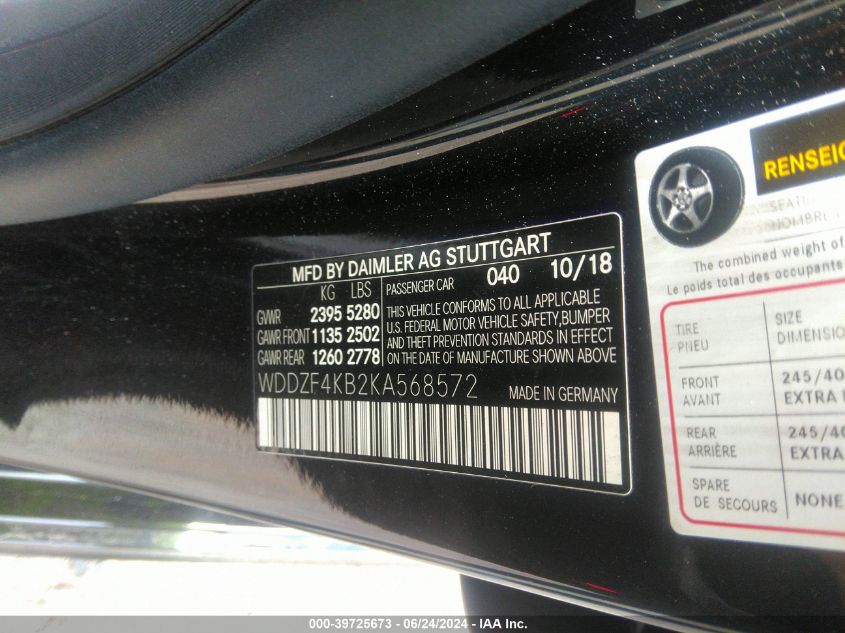 MFD BY DAIMLER AG STUTTGART
KG LBS PASSENGER CAR 040 10/18
GVWR 2395 5280
GAWR FRONT 1135 2502
GAWR REAR 1260 2778
THIS VEHICLE CONFORMS TO ALL APPLICABLE
U.S. FEDERAL MOTOR VEHICLE SAFETY, BUMPER
AND THEFT PREVENTION STANDARDS IN EFFECT
ON THE DATE OF MANUFACTURE SHOWN ABOVE
WDDZF4KB2KA568572 MADE IN GERMANY
RENSEIG
The combined weight of
Le poids total des occupants
TIRE SIZE
PNEU DIMENSION
FRONT 245/40
AVANT EXTRA
REAR 245/40
ARRIÈRE EXTRA
SPARE NONE
DE SECOURS
000-39725673 - 06/24/2024 - IAA Inc.